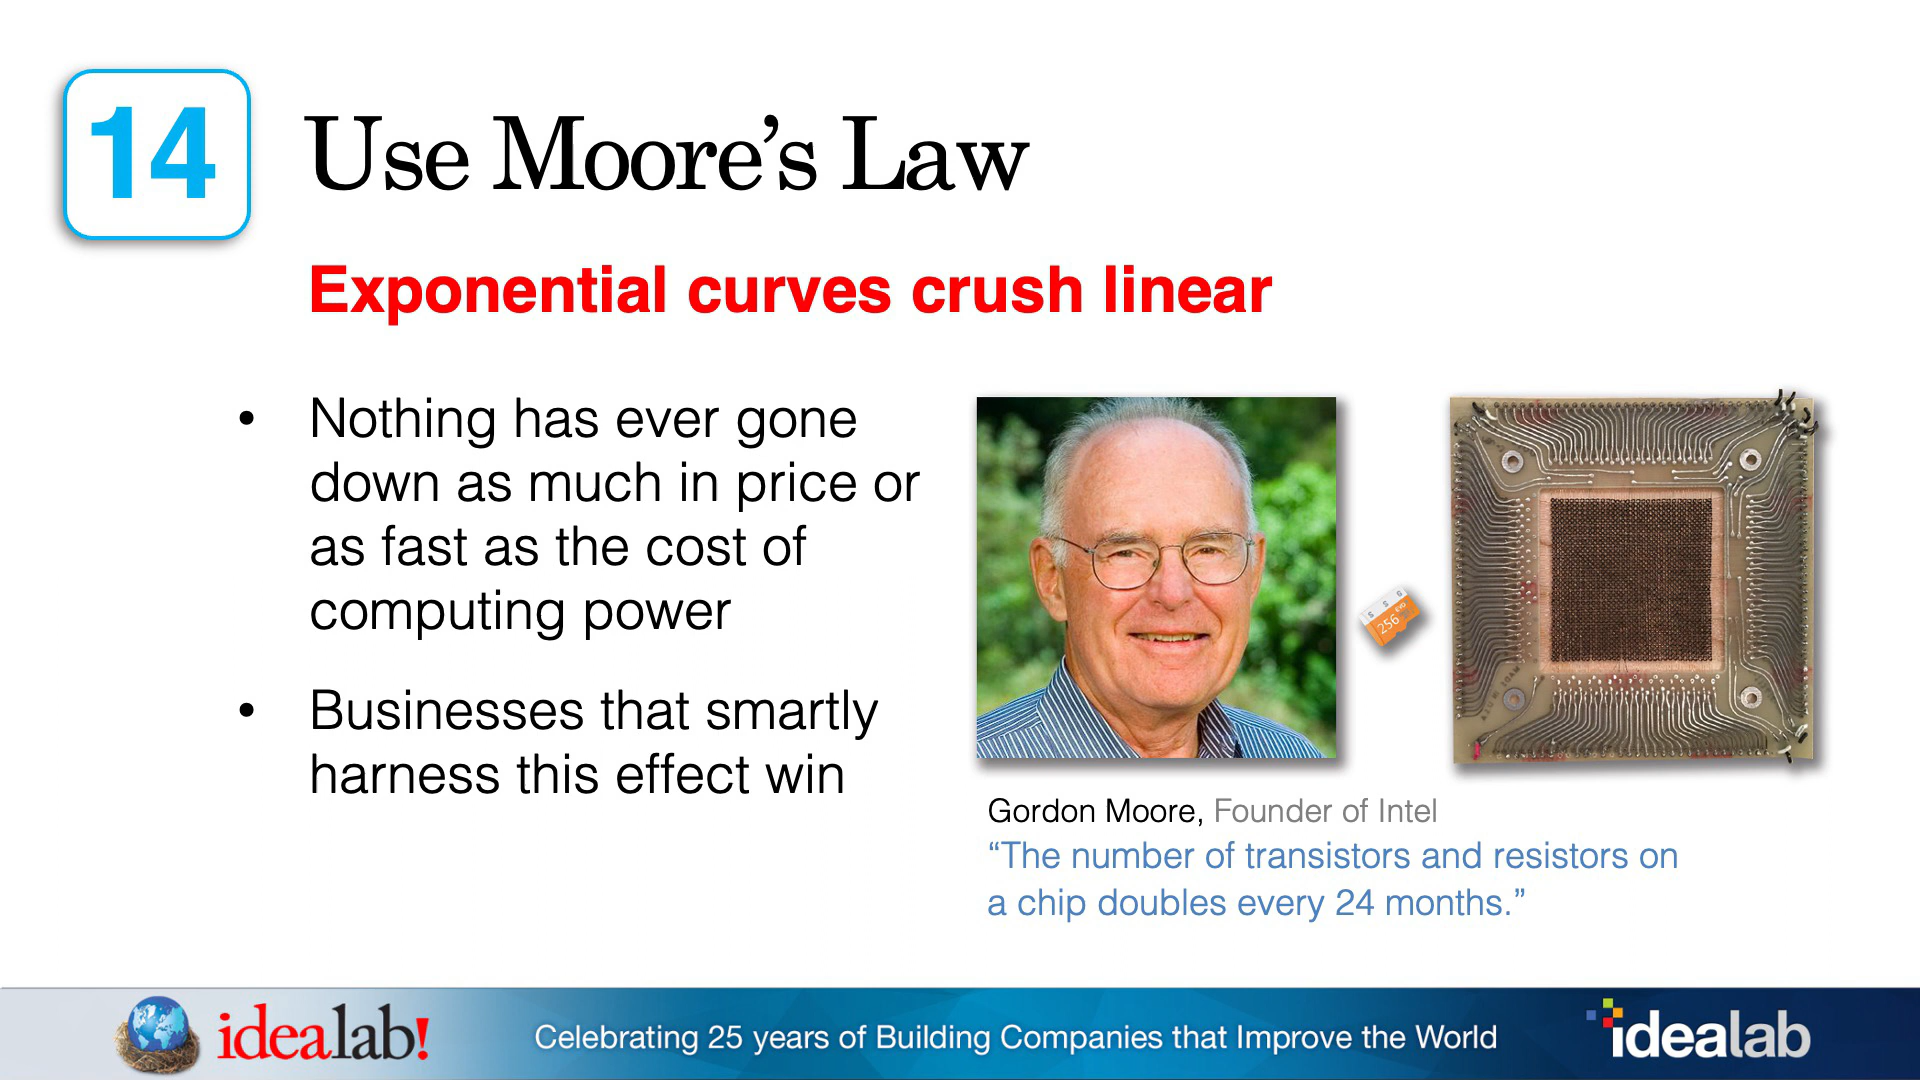 14
Use Moore’s Law
Exponential curves crush linear
• Nothing has ever gone
down as much in price or
as fast as the cost of
computing power
• Businesses that smartly
harness this effect win
256
EVO
Gordon Moore, Founder of Intel
“The number of transistors and resistors on
a chip doubles every 24 months.”
idealab!
Celebrating 25 years of Building Companies that Improve the World
idealab